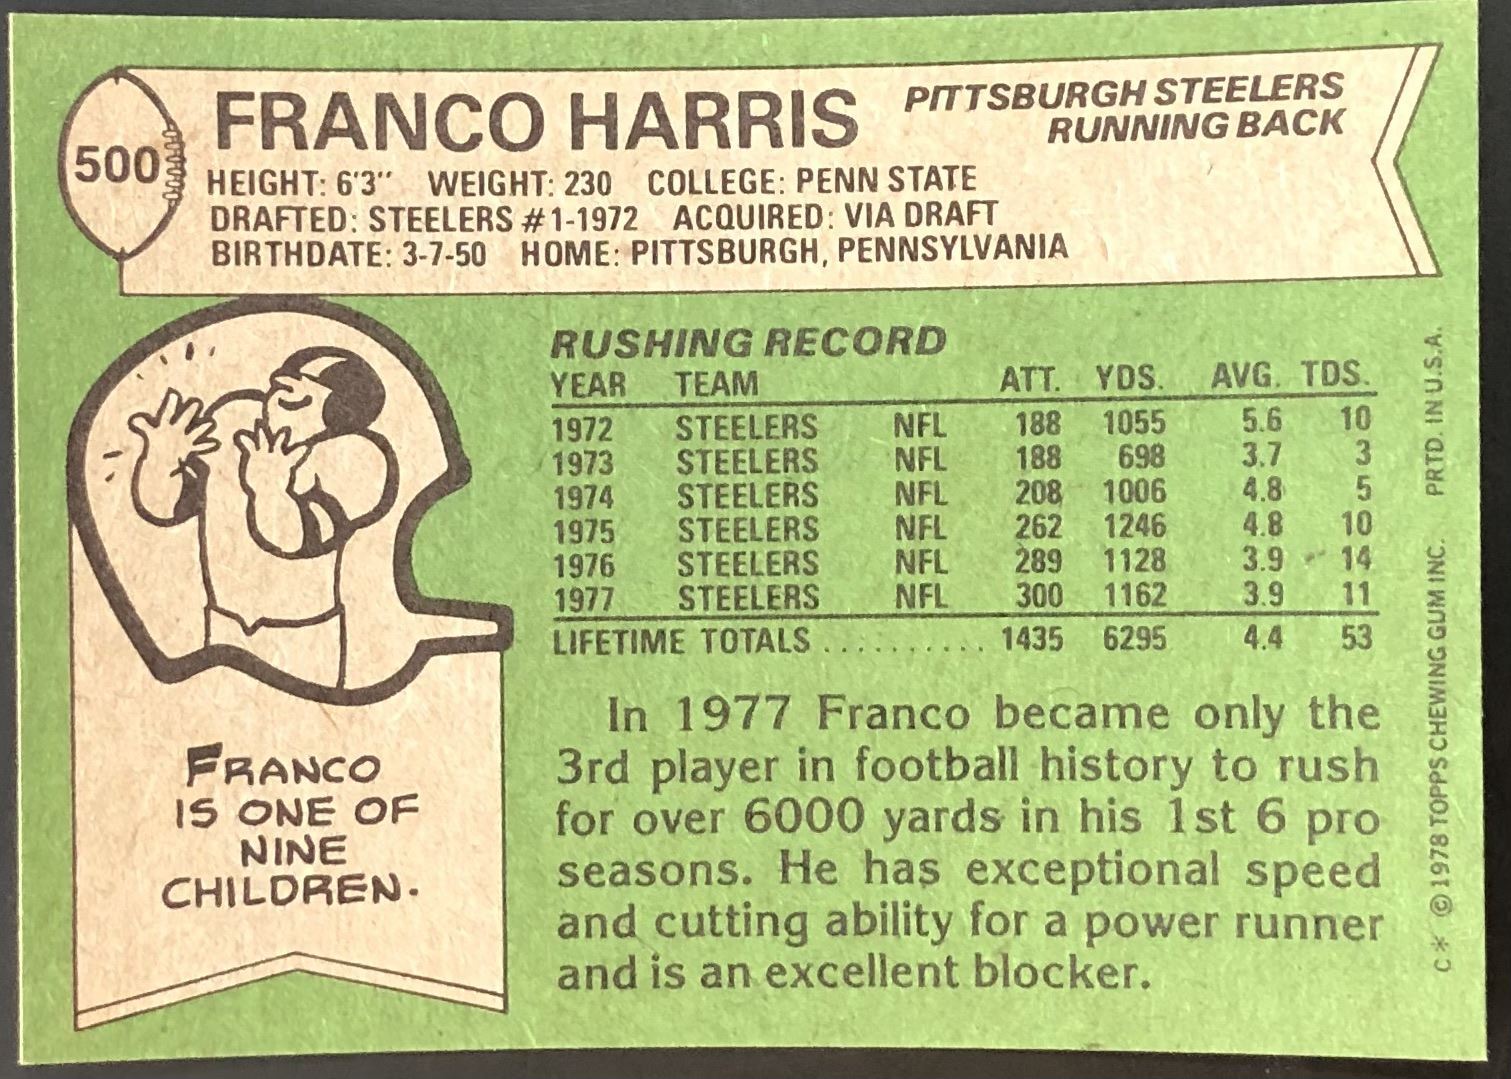 500
FRANCO HARRIS
PITTSBURGH STEELERS
RUNNING BACK
HEIGHT: 6'3" WEIGHT: 230 COLLEGE: PENN STATE
DRAFTED: STEELERS #1-1972 ACQUIRED: VIA DRAFT
BIRTHDATE: 3-7-50 HOME: PITTSBURGH, PENNSYLVANIA
FRANCO
IS ONE OF
NINE
CHILDREN.
RUSHING RECORD
YEAR TEAM ATT. YDS. AVG. TDS.
1972 STEELERS NFL 188 1055 5.6 10
1973 STEELERS NFL 188 698 3.7 3
1974 STEELERS NFL 208 1006 4.8 5
1975 STEELERS NFL 262 1246 4.8 10
1976 STEELERS NFL 289 1128 3.9 14
1977 STEELERS NFL 300 1162 3.9 11
LIFETIME TOTALS .......... 1435 6295 4.4 53
In 1977 Franco became only the
3rd player in football history to rush
for over 6000 yards in his 1st 6 pro
seasons. He has exceptional speed
and cutting ability for a power runner
and is an excellent blocker.
C* ©1978 TOPPS CHEWING GUM INC. PRTD. IN U.S.A.